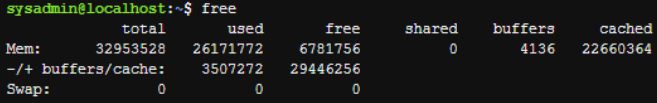 sysadmin@localhost:~$ free
             total       used       free     shared    buffers     cached
Mem:      32953528   26171772    6781756          0       4136   22660364
-/+ buffers/cache:    3507272   29446256
Swap:            0          0          0